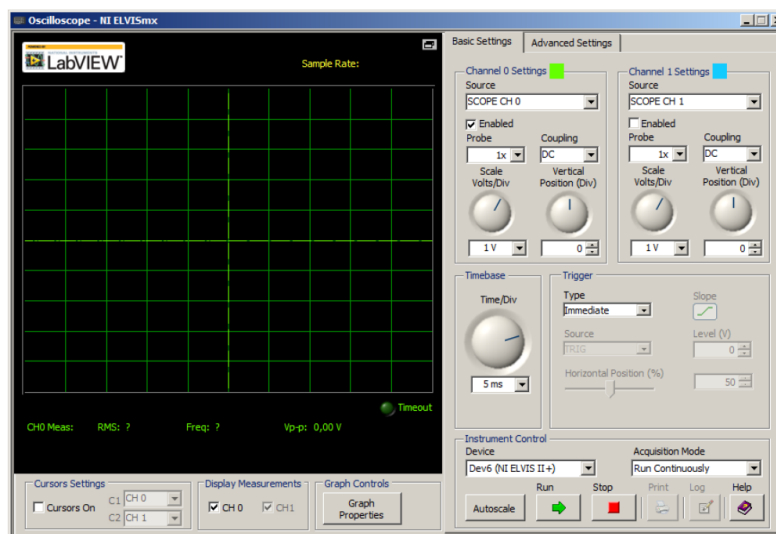 Oscilloscope - NI ELVISmx
LabVIEW
Sample Rate:
Timeout
CH0 Meas: RMS: ? Freq: ? Vp-p: 0,00 V
Cursors Settings
Cursors On
C1 CH 0
C2 CH 1
Display Measurements
CH 0 CH1
Graph Controls
Graph
Properties
Basic Settings Advanced Settings
Channel 0 Settings
Source
SCOPE CH 0
Enabled
Probe Coupling
1x DC
Scale Vertical
Volts/Div Position (Div)
1 V 0
Channel 1 Settings
Source
SCOPE CH 1
Enabled
Probe Coupling
1x DC
Scale Vertical
Volts/Div Position (Div)
1 V 0
Timebase
Time/Div
5 ms
Trigger
Type Slope
Immediate
Source Level (V)
TRIG 0
Horizontal Position (%)
50
Instrument Control
Device Acquisition Mode
Dev6 (NI ELVIS II+) Run Continuously
Run Stop Print Log Help
Autoscale